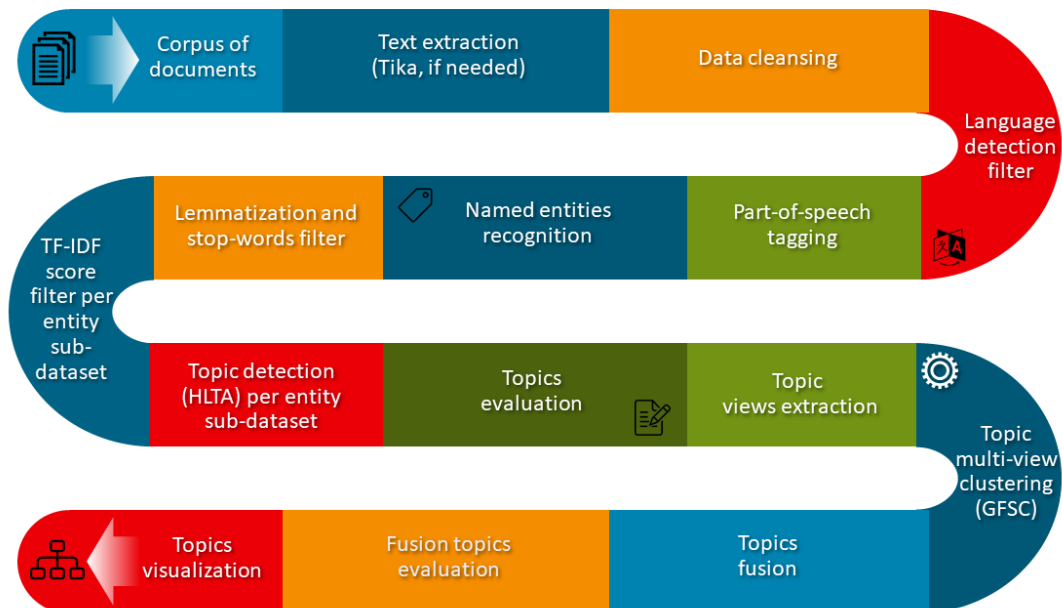 Corpus of
documents
Text extraction
(Tika, if needed)
Data cleansing
Language
detection
filter
Part-of-speech
tagging
Named entities
recognition
Lemmatization and
stop-words filter
TF-IDF
score
filter per
entity
sub-
dataset
Topic detection
(HLTA) per entity
sub-dataset
Topics
evaluation
Topic
views extraction
Topic
multi-view
clustering
(GFSC)
Topics
fusion
Fusion topics
evaluation
Topics
visualization